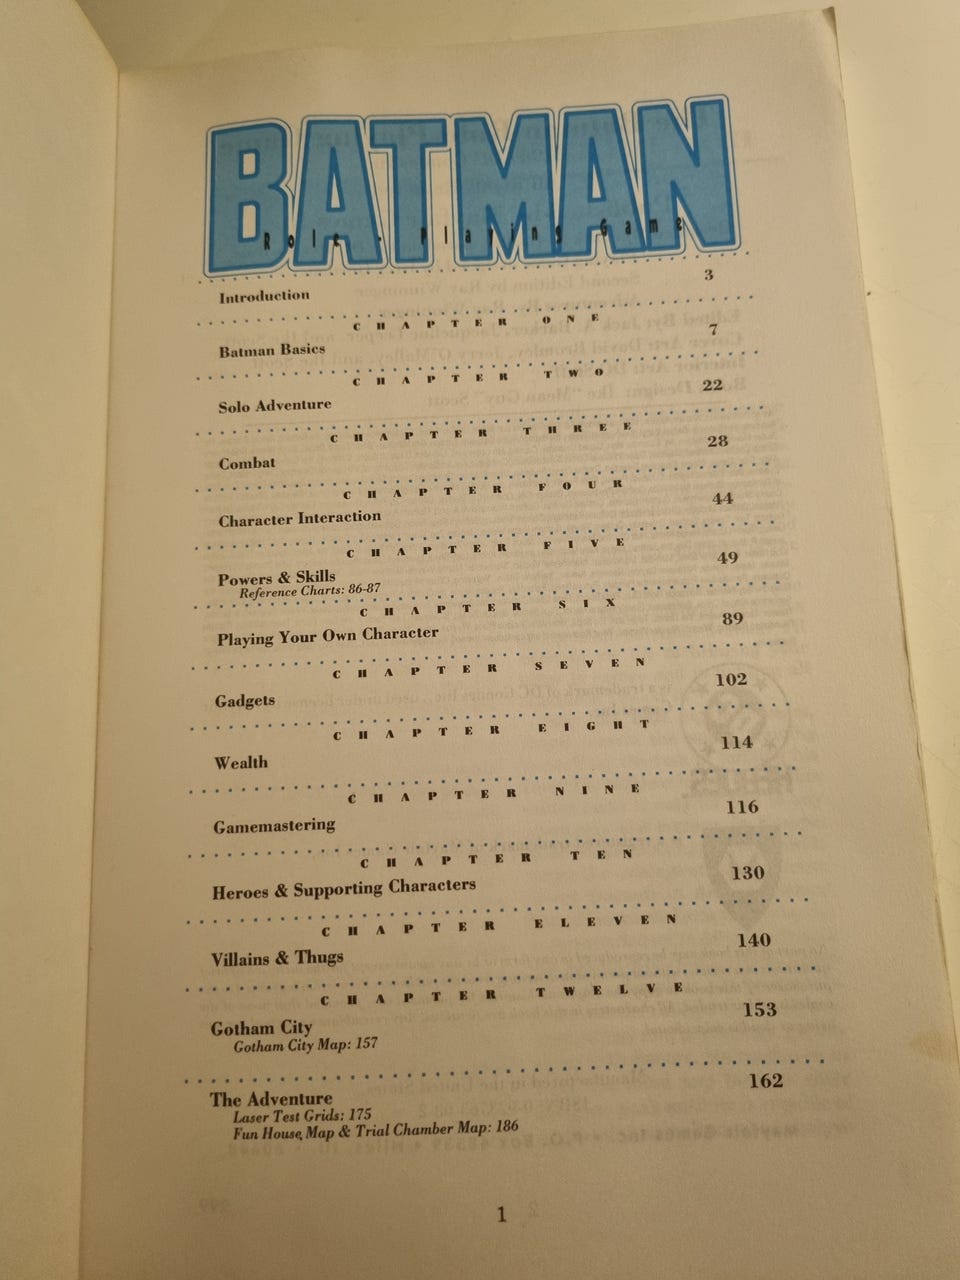 BATMAN
Role-Playing Game
Introduction 3
CHAPTER ONE
Batman Basics 7
CHAPTER TWO
Solo Adventure 22
CHAPTER THREE
Combat 28
CHAPTER FOUR
Character Interaction 44
CHAPTER FIVE
Powers & Skills 49
Reference Charts: 86-87
CHAPTER SIX
Playing Your Own Character 89
CHAPTER SEVEN
Gadgets 102
CHAPTER EIGHT
Wealth 114
CHAPTER NINE
Gamemastering 116
CHAPTER TEN
Heroes & Supporting Characters 130
CHAPTER ELEVEN
Villains & Thugs 140
CHAPTER TWELVE
Gotham City 153
Gotham City Map: 157
The Adventure 162
Laser Test Grids: 175
Fun House Map & Trial Chamber Map: 186
1